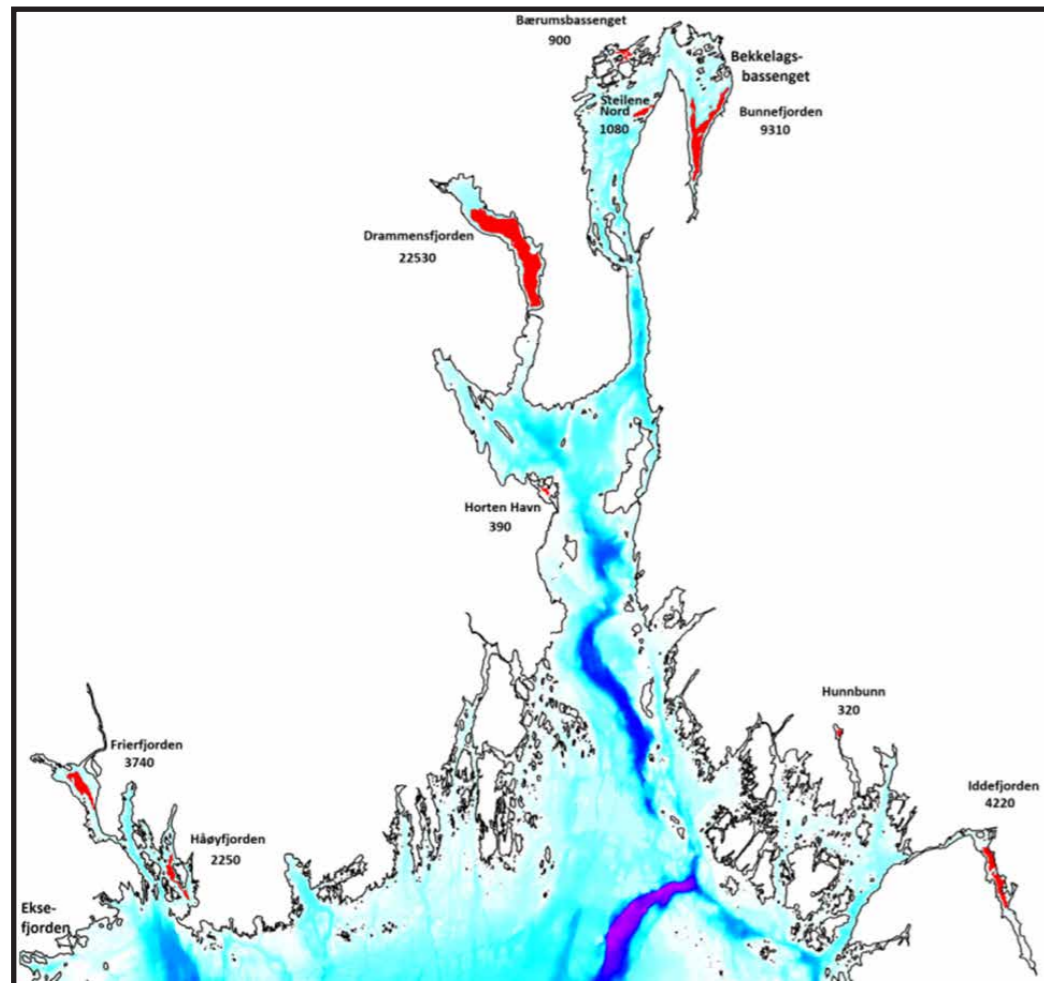 Bærumsbassenget
900
Bekkelags-
bassenget
Steilene
Nord
1080
Bunnefjorden
9310
Drammensfjorden
22530
Horten Havn
390
Hunnbunn
320
Frierfjorden
3740
Iddefjorden
4220
Håøyfjorden
2250
Ekse-
fjorden